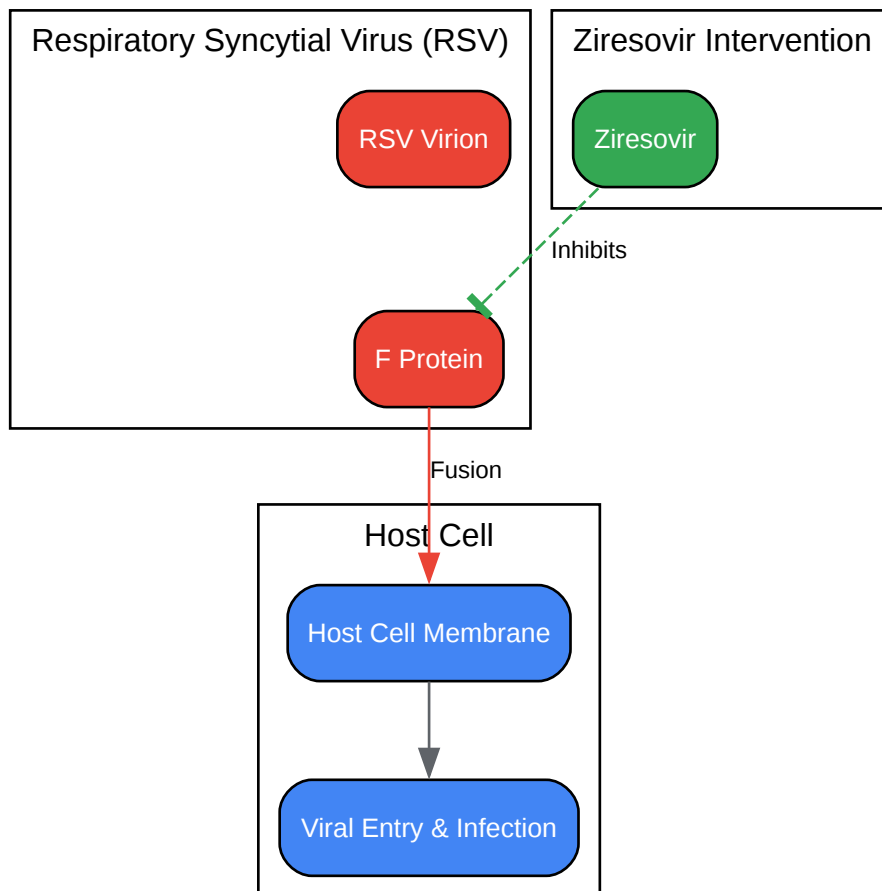 Respiratory Syncytial Virus (RSV)
Ziresovir Intervention
RSV Virion
Ziresovir
Inhibits
F Protein
Fusion
Host Cell
Host Cell Membrane
Viral Entry & Infection